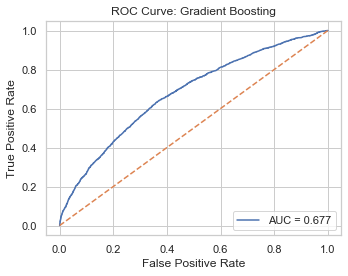 ROC Curve: Gradient Boosting
True Positive Rate
1.0
0.8
0.6
0.4
0.2
0.0
AUC = 0.677
0.0 0.2 0.4 0.6 0.8 1.0
False Positive Rate